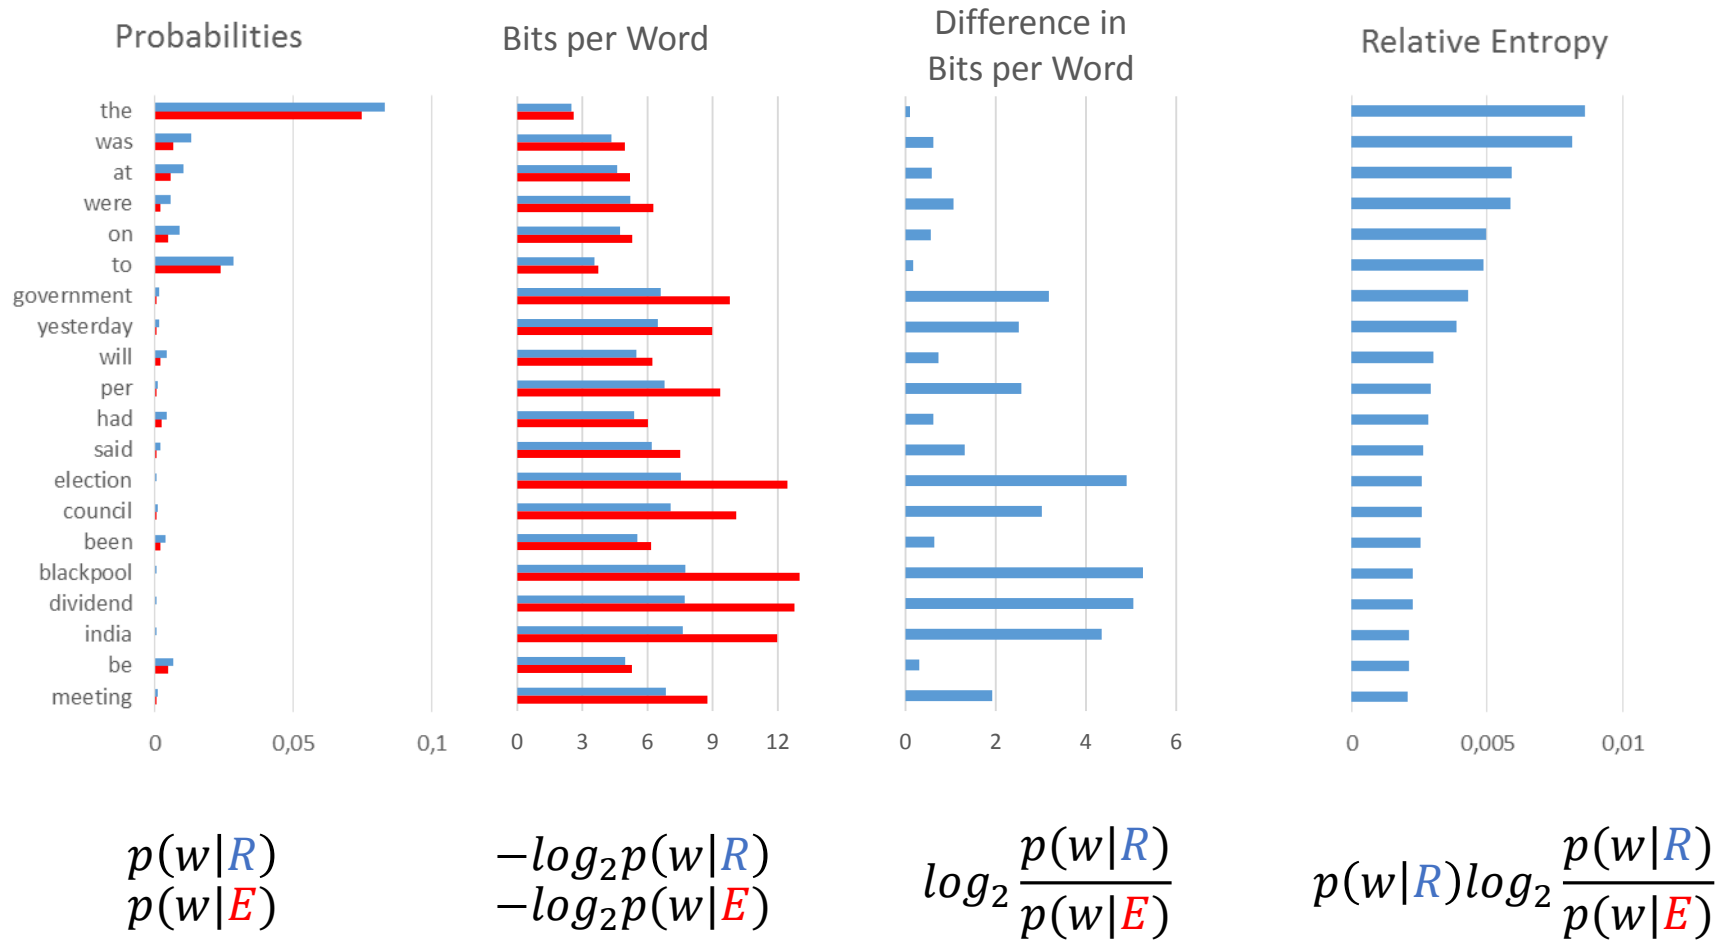 Probabilities
Bits per Word
Difference in
Bits per Word
Relative Entropy
the
was
at
were
on
to
government
yesterday
will
per
had
said
election
council
been
blackpool
dividend
india
be
meeting
0 0,05 0,1
0 3 6 9 12
0 2 4 6
0 0,005 0,01
p(w|R)
p(w|E)
−log₂p(w|R)
−log₂p(w|E)
log₂ p(w|R)/p(w|E)
p(w|R)log₂ p(w|R)/p(w|E)